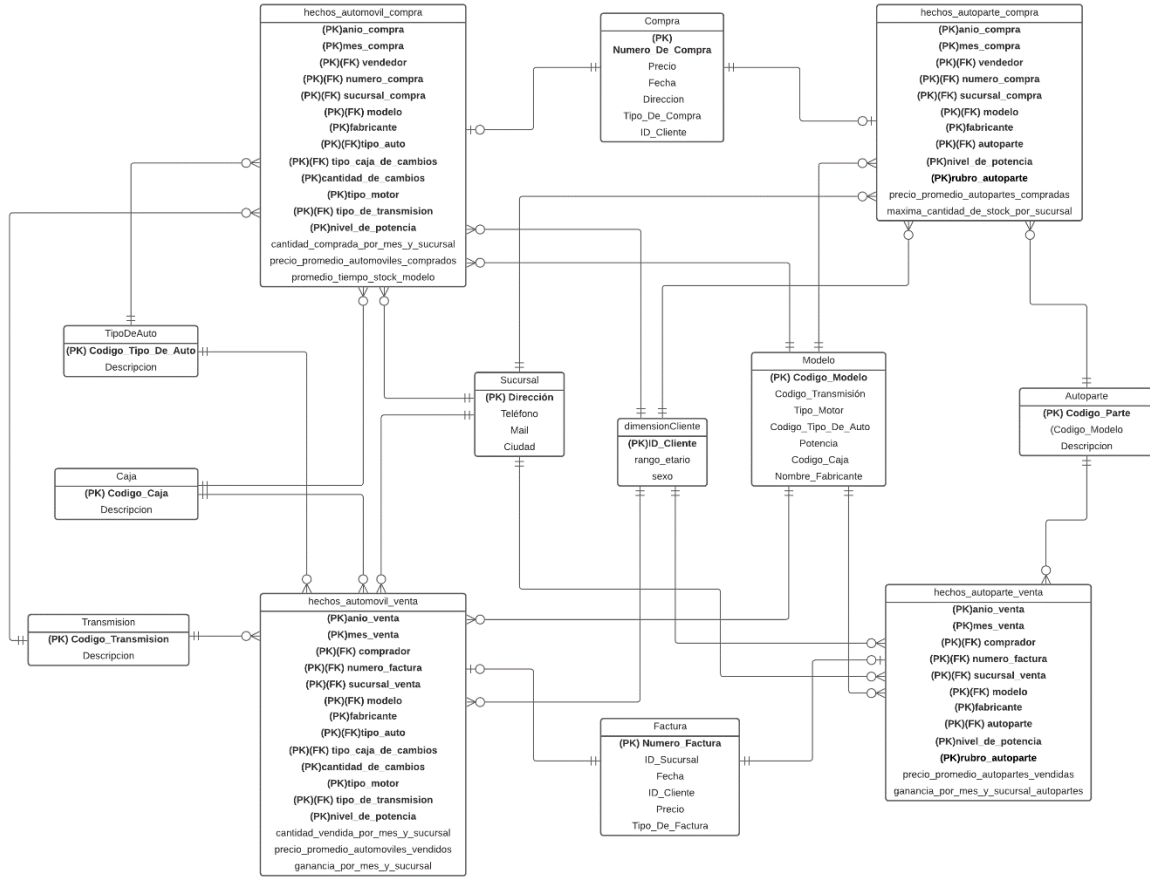 hechos_automovil_compra
(PK)anio_compra
(PK)mes_compra
(PK)(FK) vendedor
(PK)(FK) numero_compra
(PK)(FK) sucursal_compra
(PK)(FK) modelo
(PK)fabricante
(PK)(FK)tipo_auto
(PK)(FK) tipo_caja_de_cambios
(PK)cantidad_de_cambios
(PK)tipo_motor
(PK)(FK) tipo_de_transmision
(PK)nivel_de_potencia
cantidad_comprada_por_mes_y_sucursal
precio_promedio_automoviles_comprados
promedio_tiempo_stock_modelo
Compra
(PK)
Numero_De_Compra
Precio
Fecha
Direccion
Tipo_De_Compra
ID_Cliente
hechos_autoparte_compra
(PK)anio_compra
(PK)mes_compra
(PK)(FK) vendedor
(PK)(FK) numero_compra
(PK)(FK) sucursal_compra
(PK)(FK) modelo
(PK)fabricante
(PK)(FK) autoparte
(PK)nivel_de_potencia
(PK)rubro_autoparte
precio_promedio_autopartes_compradas
maxima_cantidad_de_stock_por_sucursal
TipoDeAuto
(PK) Codigo_Tipo_De_Auto
Descripcion
Sucursal
(PK) Dirección
Teléfono
Mail
Ciudad
dimensionCliente
(PK)ID_Cliente
rango_etario
sexo
Modelo
(PK) Codigo_Modelo
Codigo_Transmisión
Tipo_Motor
Codigo_Tipo_De_Auto
Potencia
Codigo_Caja
Nombre_Fabricante
Autoparte
(PK) Codigo_Parte
(Codigo_Modelo
Descripcion
Caja
(PK) Codigo_Caja
Descripcion
Transmision
(PK) Codigo_Transmision
Descripcion
hechos_automovil_venta
(PK)anio_venta
(PK)mes_venta
(PK)(FK) comprador
(PK)(FK) numero_factura
(PK)(FK) sucursal_venta
(PK)(FK) modelo
(PK)fabricante
(PK)(FK)tipo_auto
(PK)(FK) tipo_caja_de_cambios
(PK)cantidad_de_cambios
(PK)tipo_motor
(PK)(FK) tipo_de_transmision
(PK)nivel_de_potencia
cantidad_vendida_por_mes_y_sucursal
precio_promedio_automoviles_vendidos
ganancia_por_mes_y_sucursal
Factura
(PK) Numero_Factura
ID_Sucursal
Fecha
ID_Cliente
Precio
Tipo_De_Factura
hechos_autoparte_venta
(PK)anio_venta
(PK)mes_venta
(PK)(FK) comprador
(PK)(FK) numero_factura
(PK)(FK) sucursal_venta
(PK)(FK) modelo
(PK)fabricante
(PK)(FK) autoparte
(PK)nivel_de_potencia
(PK)rubro_autoparte
precio_promedio_autopartes_vendidas
ganancia_por_mes_y_sucursal_autopartes